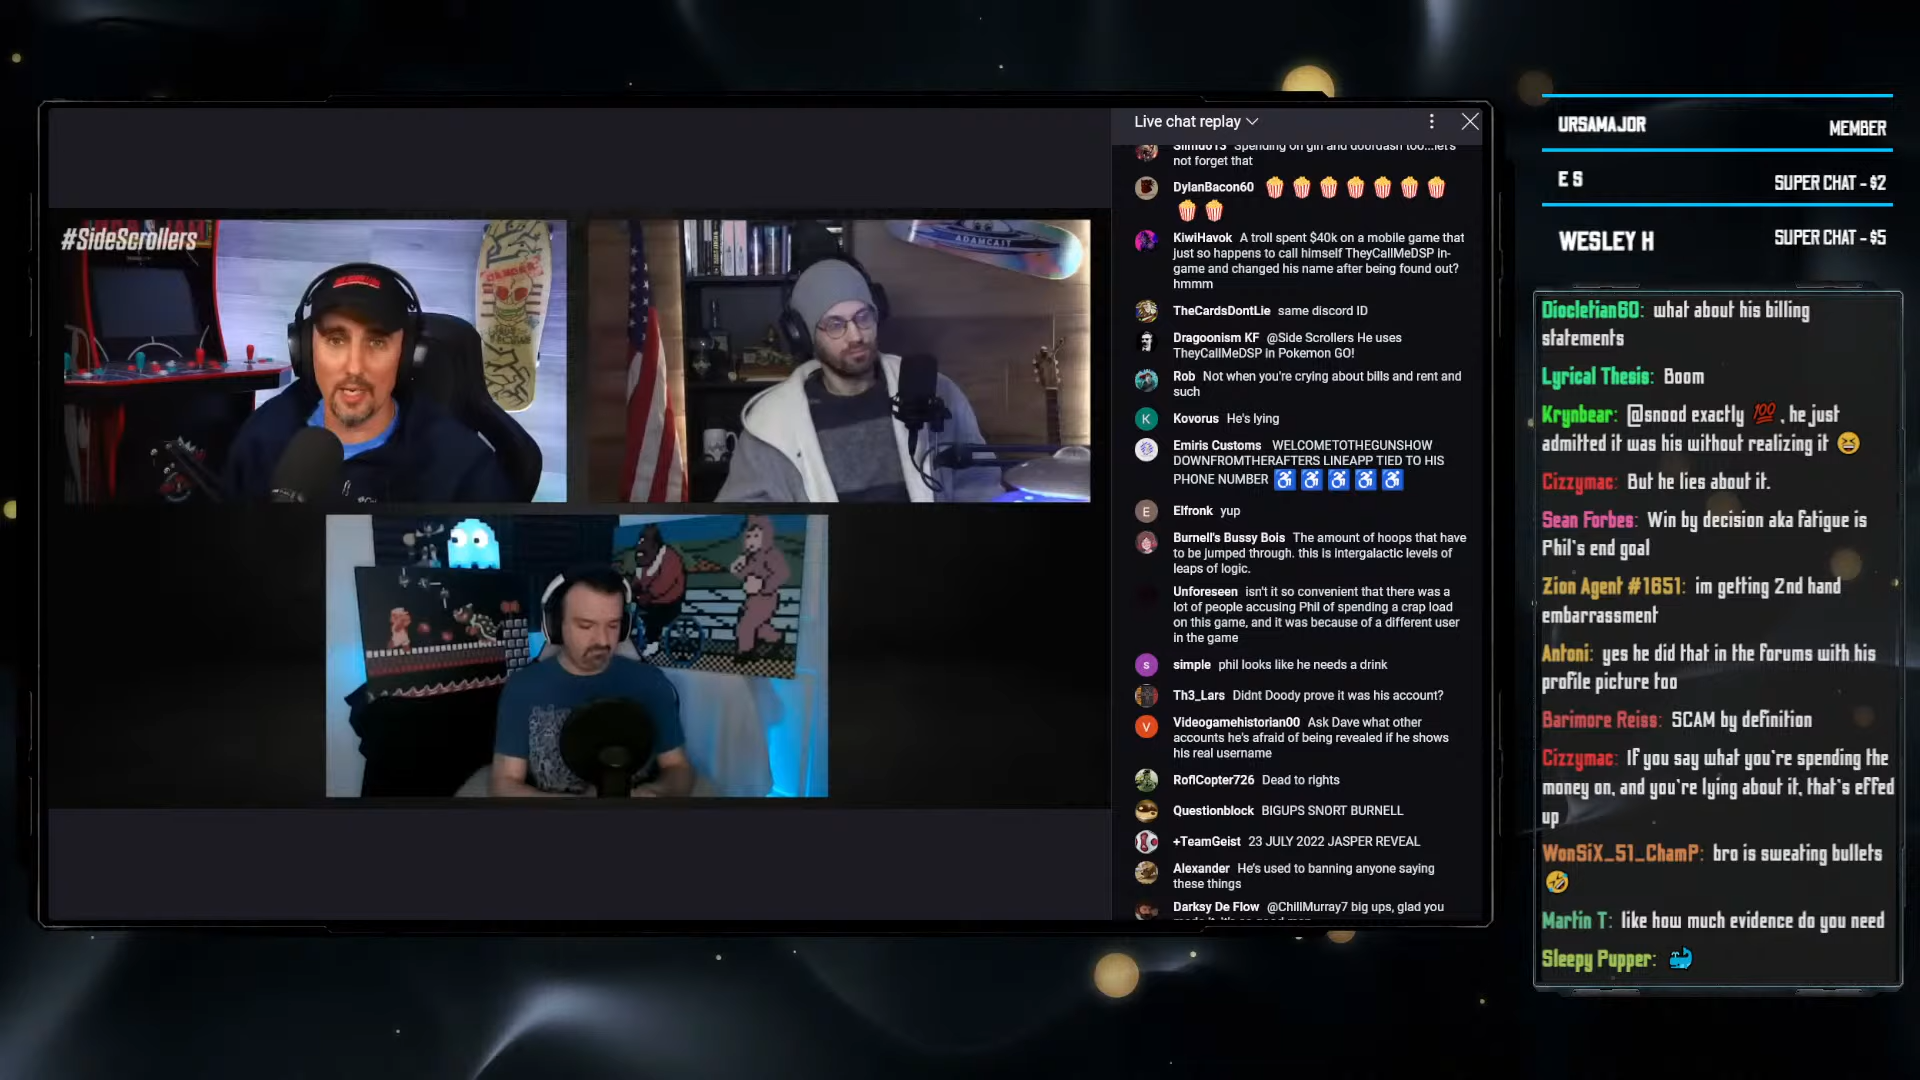 #SideScrollers
ADAMCAST
Live chat replay
Slimdo13 Spending on girl and doordash too...let's
not forget that
DylanBacon60
KiwiHavok A troll spent $40k on a mobile game that
just so happens to call himself TheyCallMeDSP in-
game and changed his name after being found out?
hmmm
TheCardsDontLie same discord ID
Dragoonism KF @Side Scrollers He uses
TheyCallMeDSP in Pokemon GO!
Rob Not when you're crying about bills and rent and
such
K
Kovorus He's lying
Emiris Customs WELCOMETOTHEGUNSHOW
DOWNFROMTHERAFTERS LINEAPP TIED TO HIS
PHONE NUMBER ♿ ♿ ♿ ♿ ♿
E
Elfronk yup
Burnell's Bussy Bois The amount of hoops that have
to be jumped through. this is intergalactic levels of
leaps of logic.
Unforeseen isn't it so convenient that there was a
lot of people accusing Phil of spending a crap load
on this game, and it was because of a different user
in the game
s
simple phil looks like he needs a drink
Th3_Lars Didnt Doody prove it was his account?
V
Videogamehistorian00 Ask Dave what other
accounts he's afraid of being revealed if he shows
his real username
RoflCopter726 Dead to rights
Questionblock BIGUPS SNORT BURNELL
+TeamGeist 23 JULY 2022 JASPER REVEAL
Alexander He's used to banning anyone saying
these things
Darksy De Flow @ChillMurray7 big ups, glad you
URSAMAJOR MEMBER
E S SUPER CHAT - $2
WESLEY H SUPER CHAT - $5
Diocletian60: what about his billing
statements
Lyrical Thesis: Boom
Krynbear: @snood exactly 💯 , he just
admitted it was his without realizing it 😆
Cizzymac: But he lies about it.
Sean Forbes: Win by decision aka fatigue is
Phil's end goal
Zion Agent #1651: im getting 2nd hand
embarrassment
Antoni: yes he did that in the forums with his
profile picture too
Barimore Reiss: SCAM by definition
Cizzymac: If you say what you're spending the
money on, and you're lying about it, that's effed
up
WonSiX_51_ChamP: bro is sweating bullets
🤣
Martin T: like how much evidence do you need
Sleepy Pupper: 🐳